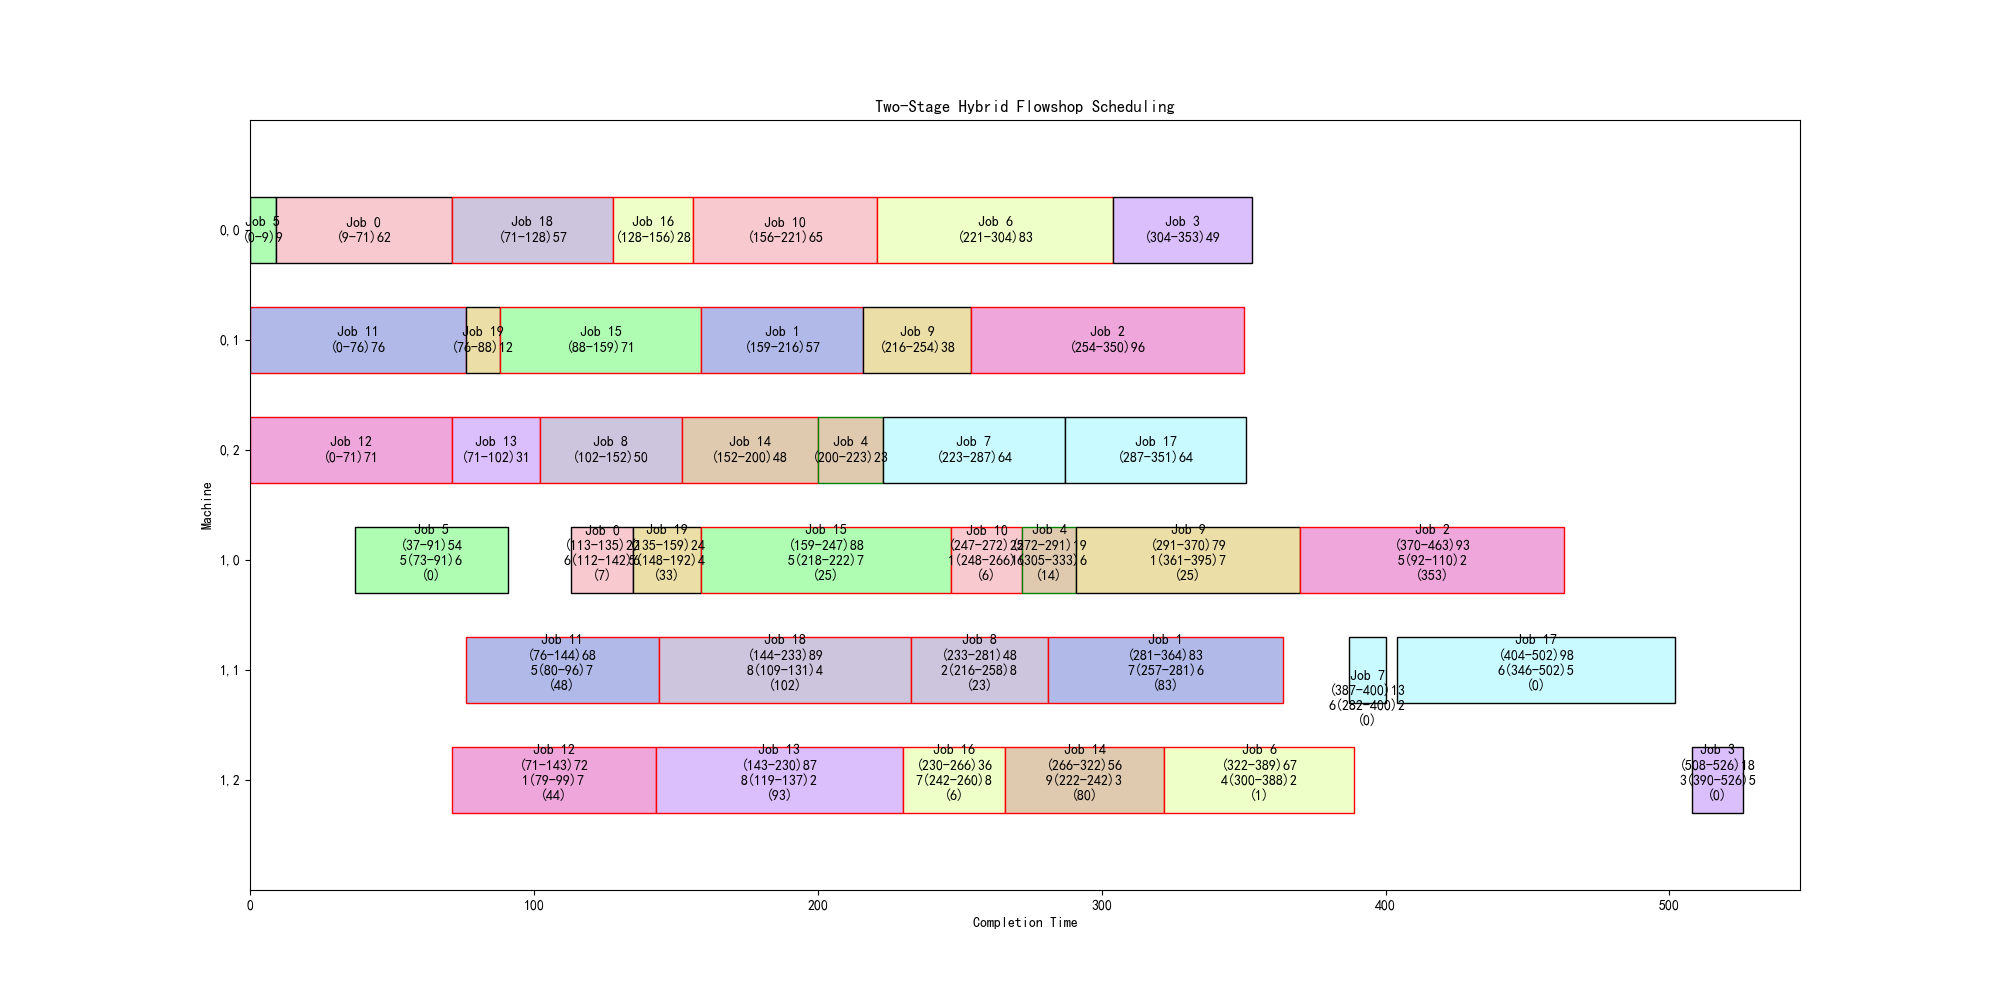 Two-Stage Hybrid Flowshop Scheduling
Machine
0,0
Job 5
(0-9)9
Job 0
(9-71)62
Job 18
(71-128)57
Job 16
(128-156)28
Job 10
(156-221)65
Job 6
(221-304)83
Job 3
(304-353)49
0,1
Job 11
(0-76)76
Job 19
(76-88)12
Job 15
(88-159)71
Job 1
(159-216)57
Job 9
(216-254)38
Job 2
(254-350)96
0,2
Job 12
(0-71)71
Job 13
(71-102)31
Job 8
(102-152)50
Job 14
(152-200)48
Job 4
(200-223)23
Job 7
(223-287)64
Job 17
(287-351)64
1,0
Job 5
(37-91)54
5(73-91)6
(0)
Job 0
(113-135)22
6(112-142)
(7)
Job 19
(135-159)24
(148-192)4
(33)
Job 15
(159-247)88
5(218-222)7
(25)
Job 10
(247-272)25
1(248-266)
(6)
Job 4
(272-291)19
(305-333)6
(14)
Job 9
(291-370)79
1(361-395)7
(25)
Job 2
(370-463)93
5(92-110)2
(353)
1,1
Job 11
(76-144)68
5(80-96)7
(48)
Job 18
(144-233)89
8(109-131)4
(102)
Job 8
(233-281)48
2(216-258)8
(23)
Job 1
(281-364)83
7(257-281)6
(83)
Job 7
(387-400)13
6(282-400)2
(0)
Job 17
(404-502)98
6(346-502)5
(0)
1,2
Job 12
(71-143)72
1(79-99)7
(44)
Job 13
(143-230)87
8(119-137)2
(93)
Job 16
(230-266)36
7(242-260)8
(6)
Job 14
(266-322)56
9(222-242)3
(80)
Job 6
(322-389)67
4(300-388)2
(1)
Job 3
(508-526)18
3(390-526)5
(0)
0
100
200
300
400
500
Completion Time